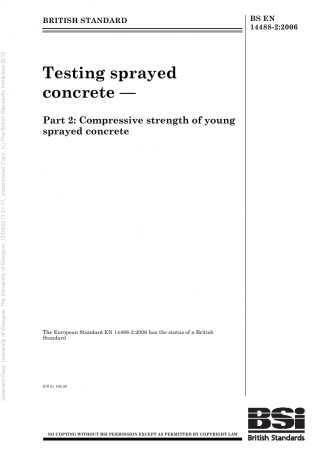 BRITISH STANDARD
BS EN
14488-2:2006
Testing sprayed
concrete —
Part 2: Compressive strength of young
sprayed concrete
The European Standard EN 14488-2:2006 has the status of a British
Standard
ICS 91.100.30
NO COPYING WITHOUT BSI PERMISSION EXCEPT AS PERMITTED BY COPYRIGHT LAW
BSi
British Standards
Licensed Copy: University of Glasgow, The University of Glasgow, 13/03/2013 21:11, Uncontrolled Copy, (c) The British Standards Institution 2013